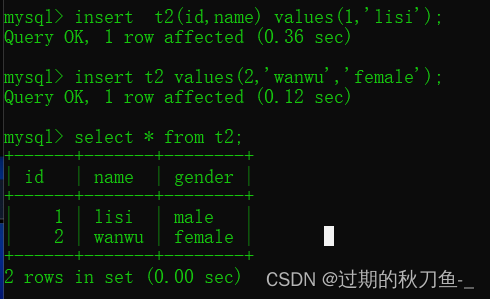 mysql> insert  t2(id,name) values(1,'lisi');
Query OK, 1 row affected (0.36 sec)
mysql> insert t2 values(2,'wanwu','female');
Query OK, 1 row affected (0.12 sec)
mysql> select * from t2;
+------+-------+--------+
| id   | name  | gender |
+------+-------+--------+
|    1 | lisi  | male   |
|    2 | wanwu | female |
+------+-------+--------+
2 rows in set (0.00 sec)
CSDN @过期的秋刀鱼-_